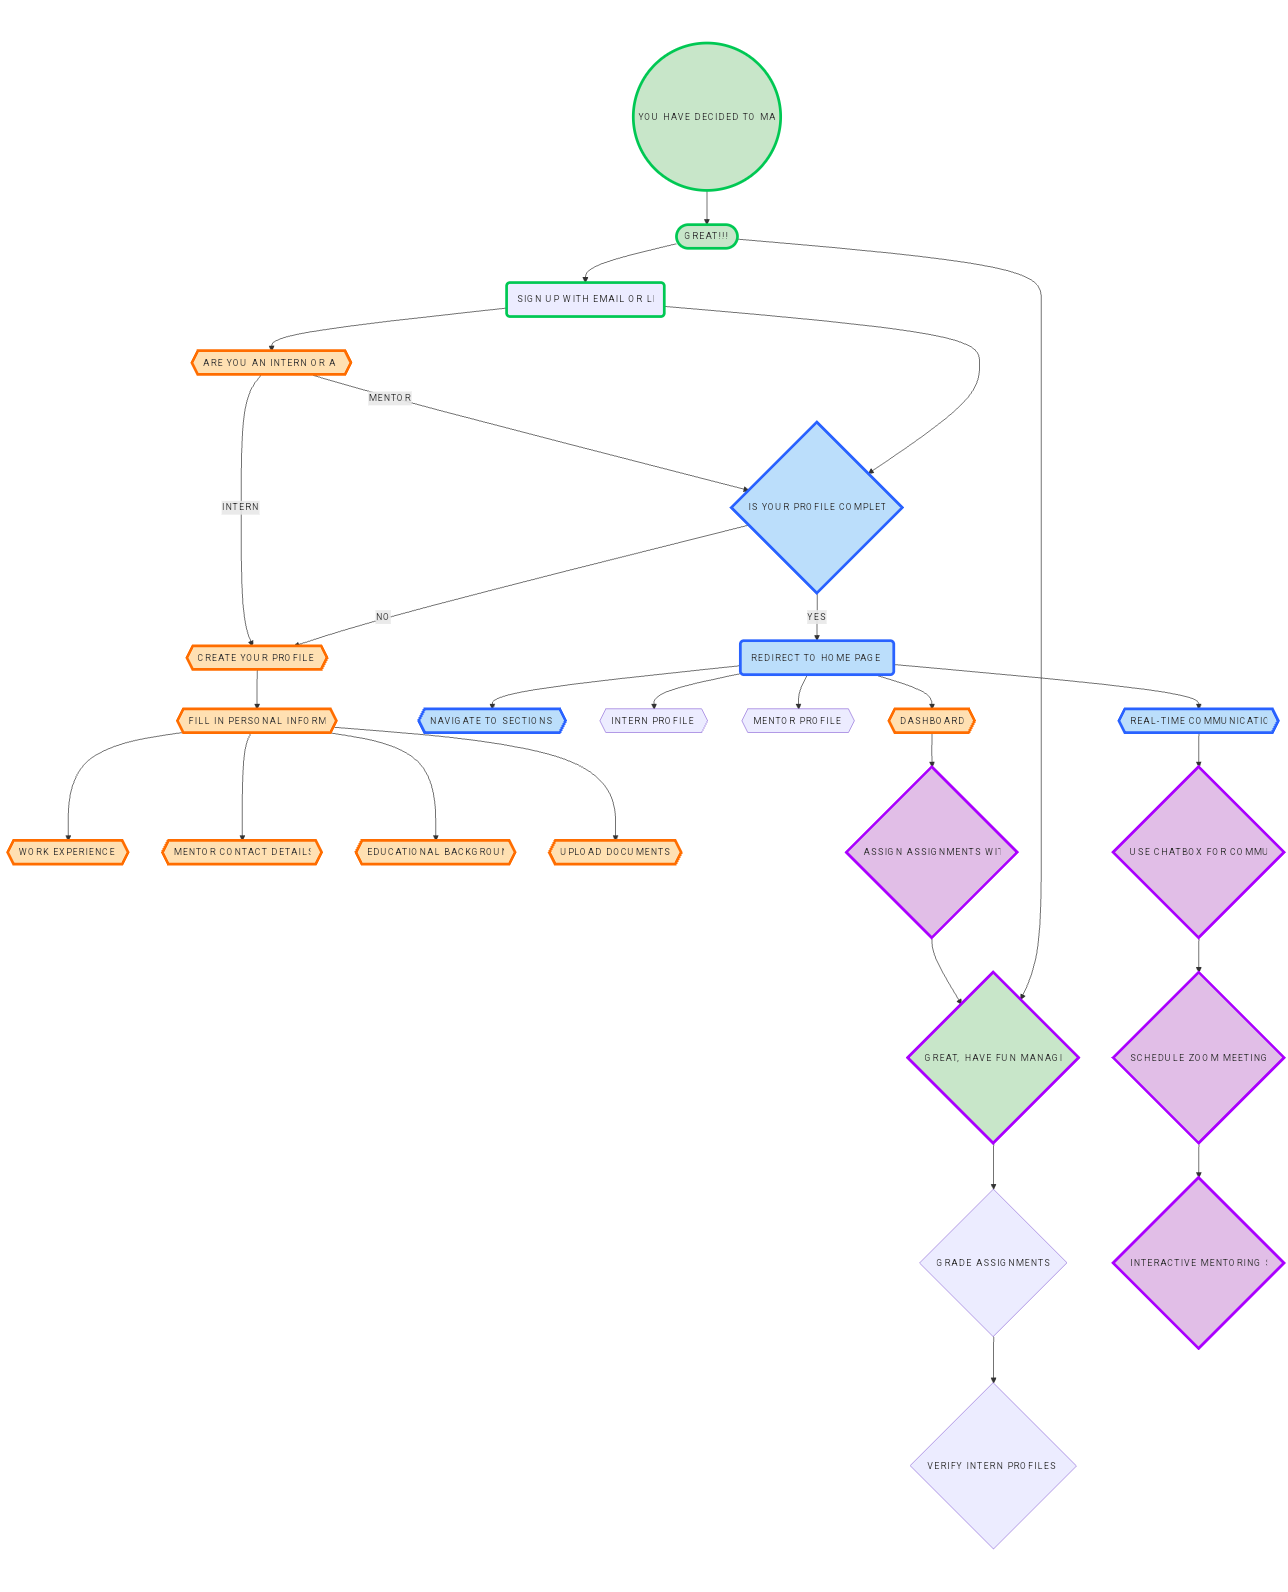 YOU HAVE DECIDED TO MA
GREAT!!!
SIGN UP WITH EMAIL OR LI
ARE YOU AN INTERN OR A
MENTOR
INTERN
IS YOUR PROFILE COMPLET
NO
YES
CREATE YOUR PROFILE
REDIRECT TO HOME PAGE
FILL IN PERSONAL INFORM
NAVIGATE TO SECTIONS
INTERN PROFILE
MENTOR PROFILE
DASHBOARD
REAL-TIME COMMUNICATIO
WORK EXPERIENCE
MENTOR CONTACT DETAILS
EDUCATIONAL BACKGROUN
UPLOAD DOCUMENTS
ASSIGN ASSIGNMENTS WIT
USE CHATBOX FOR COMMU
GREAT, HAVE FUN MANAGI
SCHEDULE ZOOM MEETING
GRADE ASSIGNMENTS
INTERACTIVE MENTORING S
VERIFY INTERN PROFILES